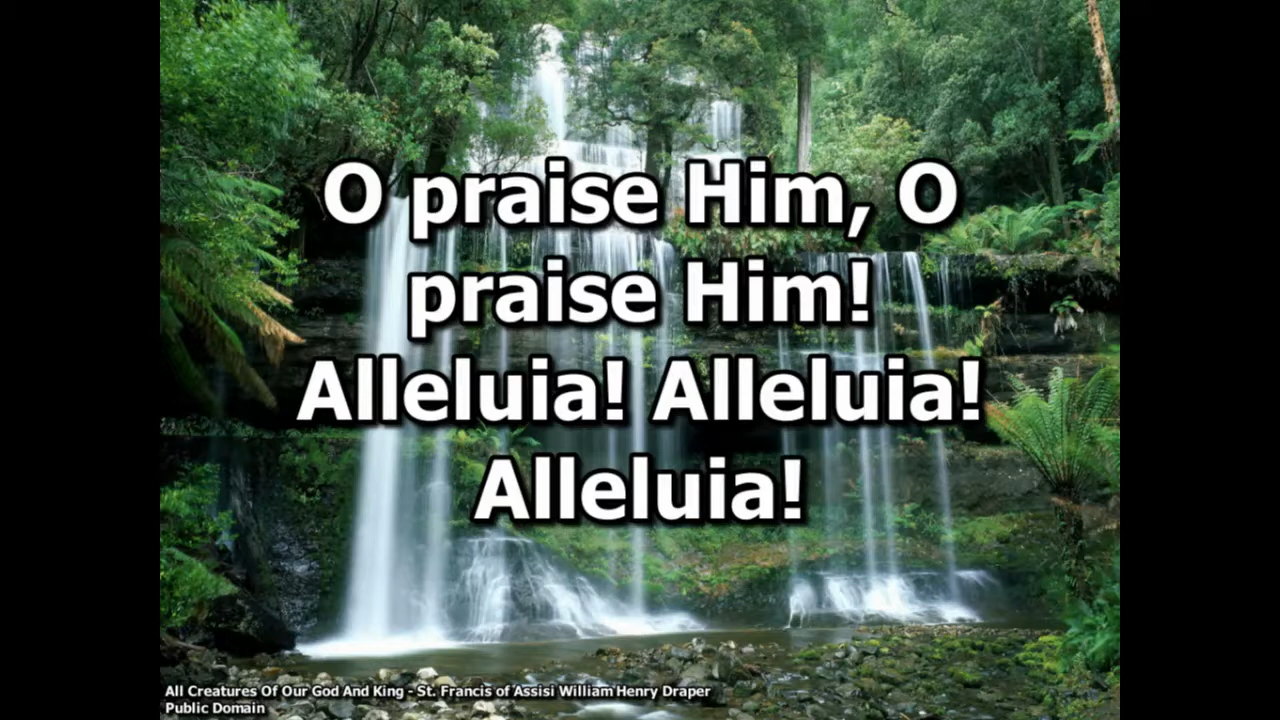 O praise Him, O
praise Him!
Alleluia! Alleluia!
Alleluia!
All Creatures Of Our God And King - St. Francis of Assisi William Henry Draper
Public Domain